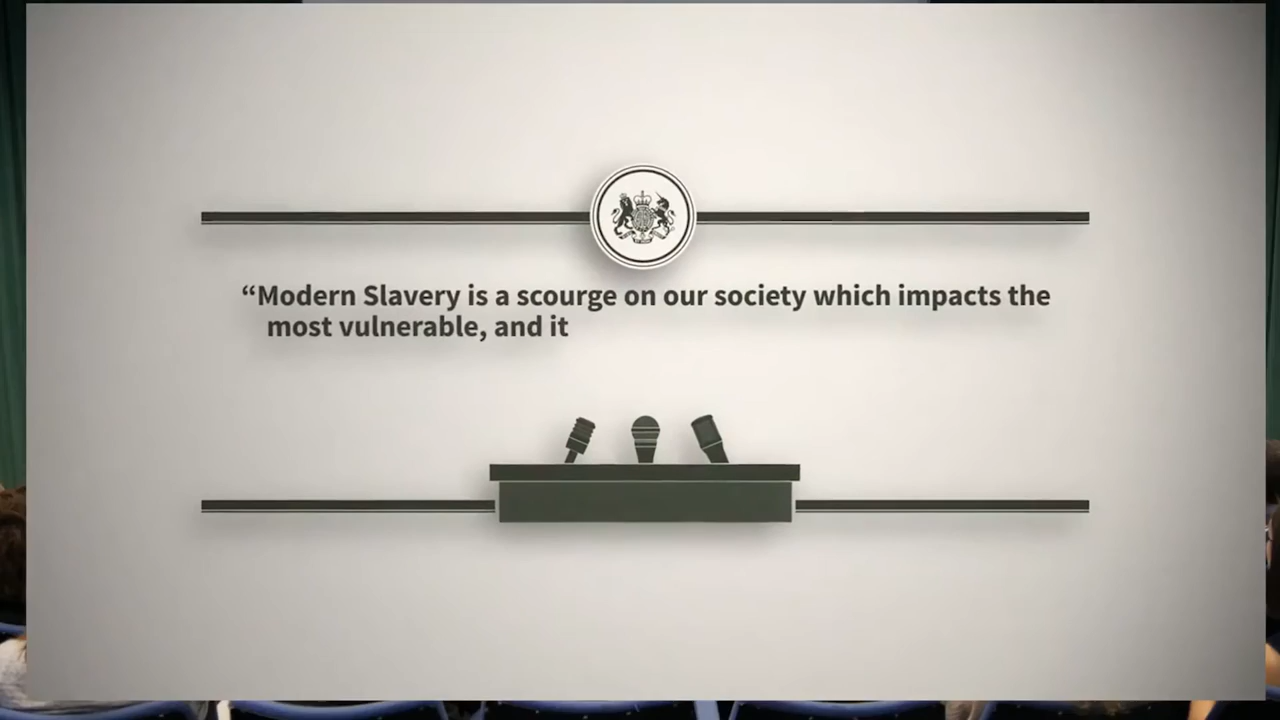 “Modern Slavery is a scourge on our society which impacts the
most vulnerable, and it